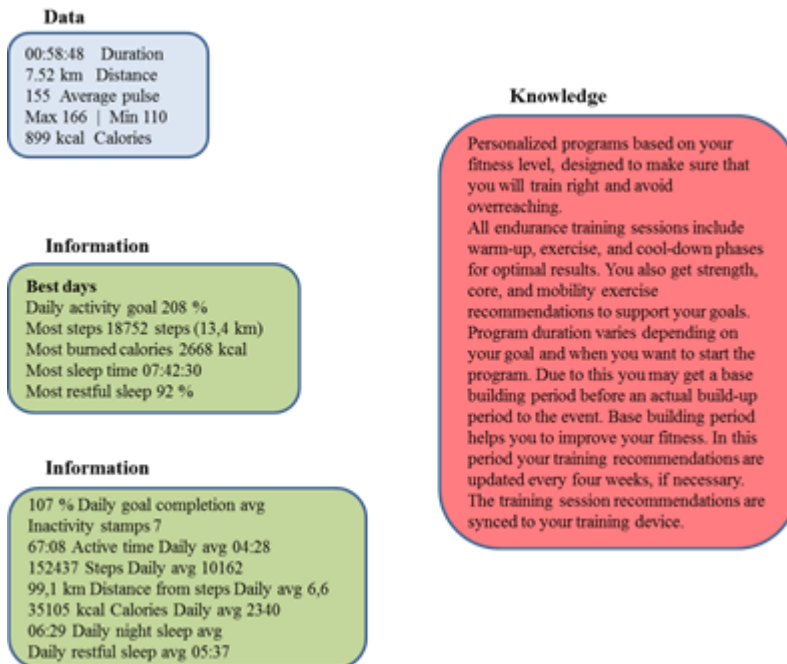 Data
00:58:48 Duration
7.52 km Distance
155 Average pulse
Max 166 | Min 110
899 kcal Calories
Information
Best days
Daily activity goal 208 %
Most steps 18752 steps (13,4 km)
Most burned calories 2668 kcal
Most sleep time 07:42:30
Most restful sleep 92 %
Information
107 % Daily goal completion avg
Inactivity stamps 7
67:08 Active time Daily avg 04:28
152437 Steps Daily avg 10162
99,1 km Distance from steps Daily avg 6,6
35105 kcal Calories Daily avg 2340
06:29 Daily night sleep avg
Daily restful sleep avg 05:37
Knowledge
Personalized programs based on your
fitness level, designed to make sure that
you will train right and avoid
overreaching.
All endurance training sessions include
warm-up, exercise, and cool-down phases
for optimal results. You also get strength,
core, and mobility exercise
recommendations to support your goals.
Program duration varies depending on
your goal and when you want to start the
program. Due to this you may get a base
building period before an actual build-up
period to the event. Base building period
helps you to improve your fitness. In this
period your training recommendations are
updated every four weeks, if necessary.
The training session recommendations are
synced to your training device.